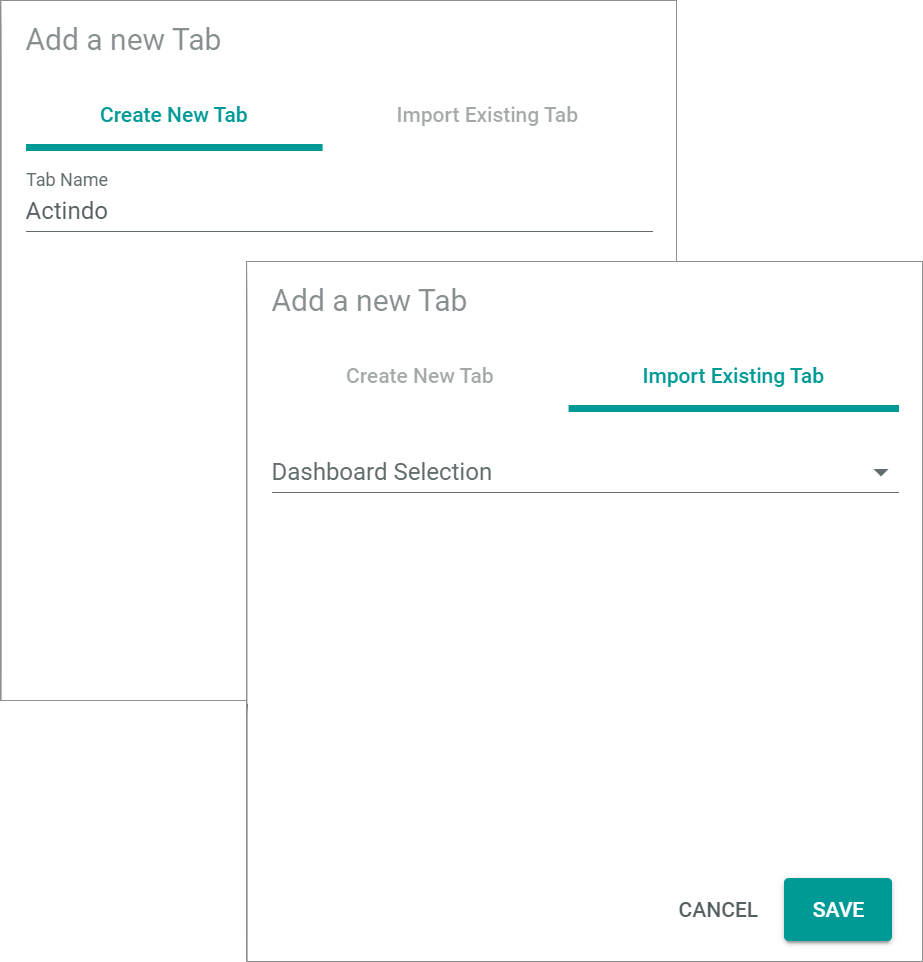 Add a new Tab
Create New Tab Import Existing Tab
Tab Name
Actindo
Add a new Tab
Create New Tab Import Existing Tab
Dashboard Selection
CANCEL SAVE